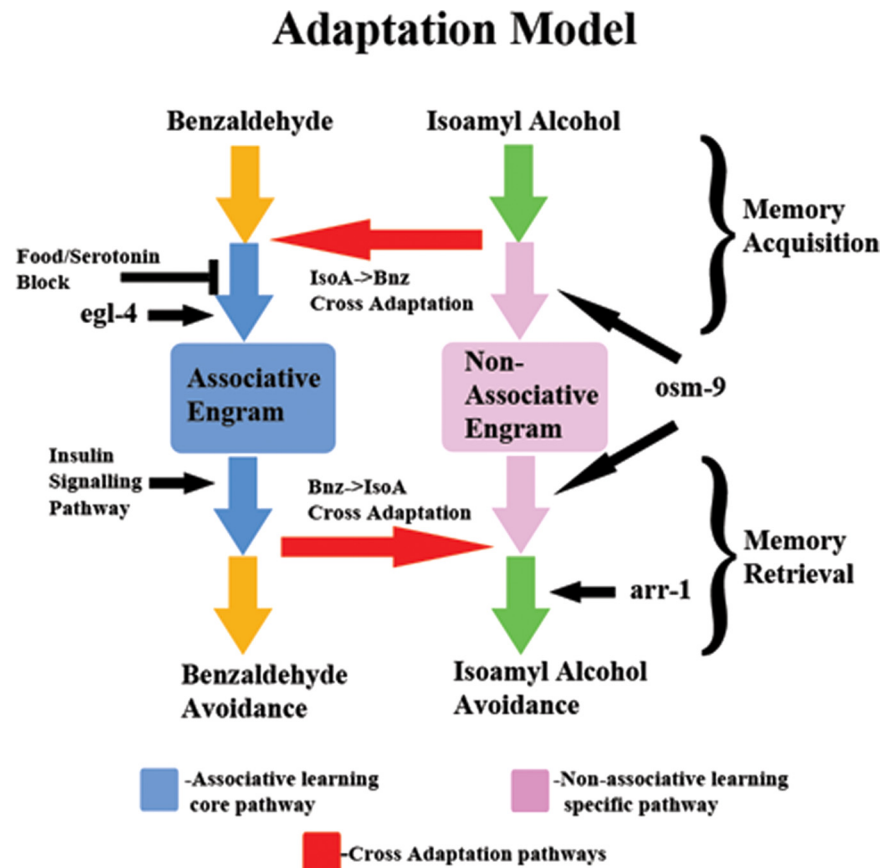 Adaptation Model
Benzaldehyde
Isoamyl Alcohol
Memory
Acquisition
Food/Serotonin
Block
IsoA->Bnz
Cross Adaptation
egl-4
Associative
Engram
Non-
Associative
Engram
osm-9
Insulin
Signalling
Pathway
Bnz->IsoA
Cross Adaptation
Memory
Retrieval
arr-1
Benzaldehyde
Avoidance
Isoamyl Alcohol
Avoidance
-Associative learning
core pathway
-Non-associative learning
specific pathway
-Cross Adaptation pathways